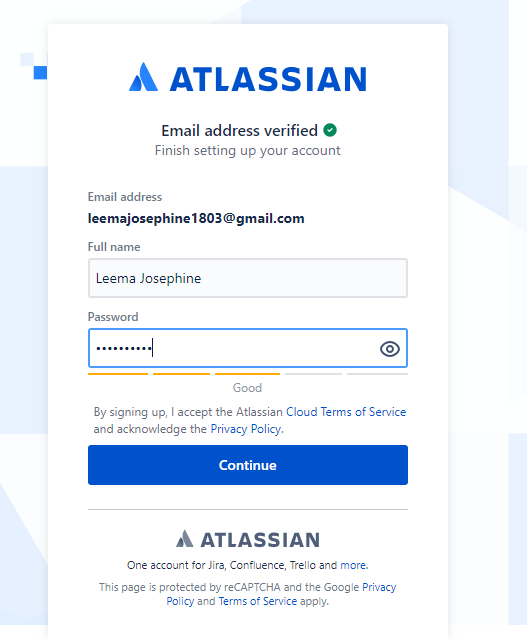 ATLASSIAN
Email address verified
Finish setting up your account
Email address
leemajosephine1803@gmail.com
Full name
Leema Josephine
Password
••••••••••
Good
By signing up, I accept the Atlassian Cloud Terms of Service
and acknowledge the Privacy Policy.
Continue
ATLASSIAN
One account for Jira, Confluence, Trello and more.
This page is protected by reCAPTCHA and the Google Privacy
Policy and Terms of Service apply.